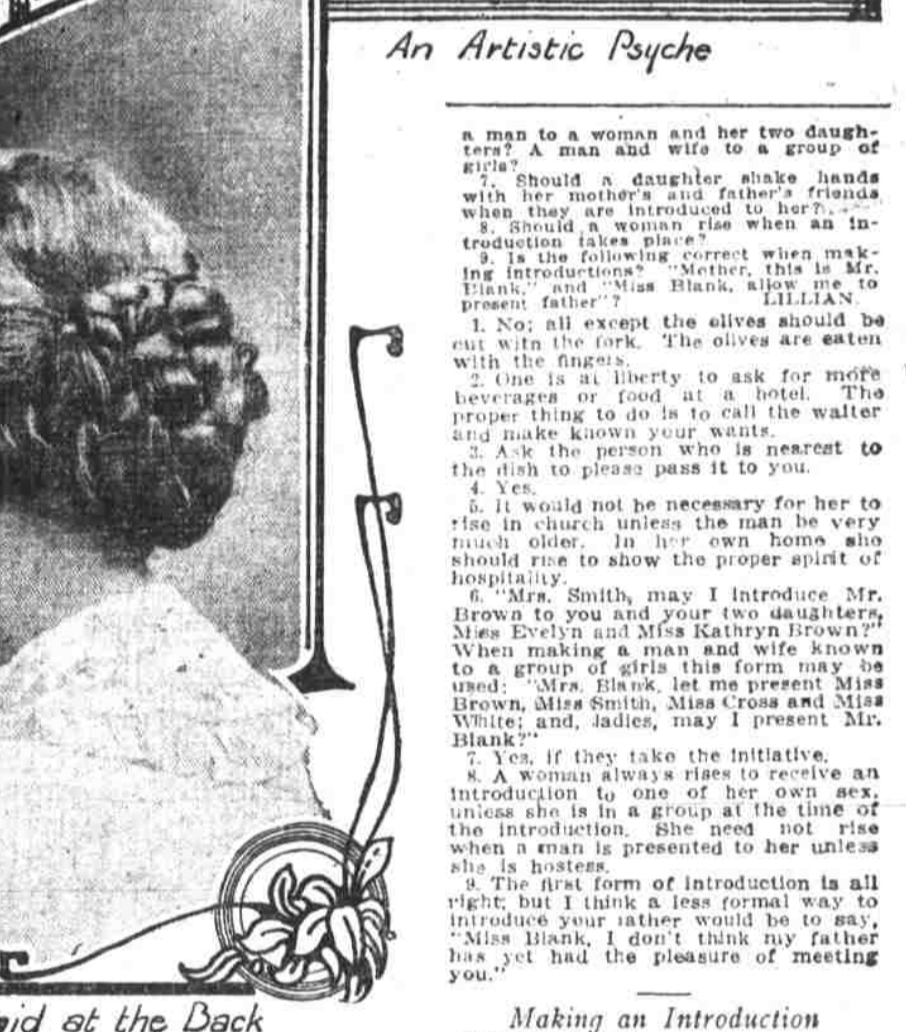 An Artistic Psyche
a man to a woman and her two daugh-
ters? A man and wife to a group of
girls?
7. Should a daughter shake hands
with her mother's and father's friends
when they are introduced to her?
8. Should a woman rise when an in-
troduction takes place?
9. Is the following correct when mak-
ing introductions? "Mother, this is Mr.
Blank," and "Miss Blank, allow me to
present father"? LILLIAN.
1. No; all except the olives should be
cut with the fork. The olives are eaten
with the fingers.
2. One is at liberty to ask for more
beverages or food at a hotel. The
proper thing to do is to call the waiter
and make known your wants.
3. Ask the person who is nearest to
the dish to please pass it to you.
4. Yes.
5. It would not be necessary for her to
rise in church unless the man be very
much older. In her own home she
should rise to show the proper spirit of
hospitality.
6. "Mrs. Smith, may I introduce Mr.
Brown to you and your two daughters,
Miss Evelyn and Miss Kathryn Brown?"
When making a man and wife known
to a group of girls this form may be
used: "Mrs. Blank, let me present Miss
Brown, Miss Smith, Miss Cross and Miss
White; and, ladies, may I present Mr.
Blank?"
7. Yes, if they take the initiative.
8. A woman always rises to receive an
introduction to one of her own sex,
unless she is in a group at the time of
the introduction. She need not rise
when a man is presented to her unless
she is hostess.
9. The first form of introduction is all
right; but I think a less formal way to
introduce your father would be to say,
"Miss Blank, I don't think my father
has yet had the pleasure of meeting
you."
at the Back
Making an Introduction